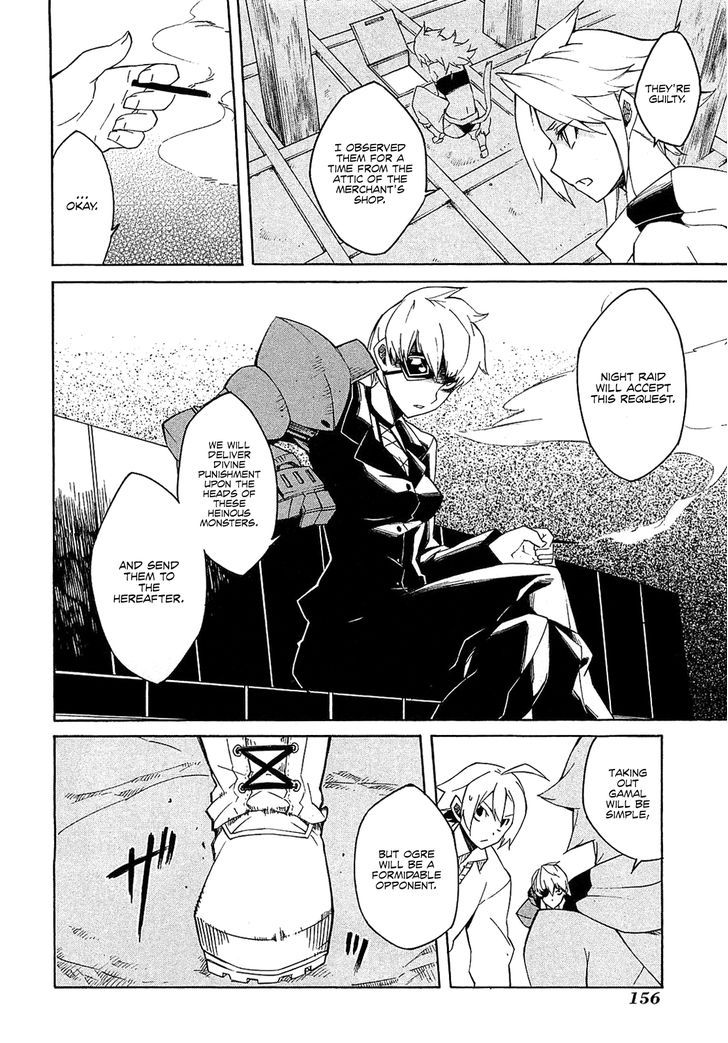 THEY'RE
GUILTY.
I OBSERVED
THEM FOR A
TIME FROM THE
ATTIC OF THE
MERCHANT'S
SHOP.
...
OKAY.
NIGHT RAID
WILL ACCEPT
THIS REQUEST.
WE WILL
DELIVER
DIVINE
PUNISHMENT
UPON THE
HEADS OF
THESE
HEINOUS
MONSTERS.
AND SEND
THEM TO
THE
HEREAFTER.
TAKING
OUT
GAMAL
WILL BE
SIMPLE,
BUT OGRE
WILL BE A
FORMIDABLE
OPPONENT.
156